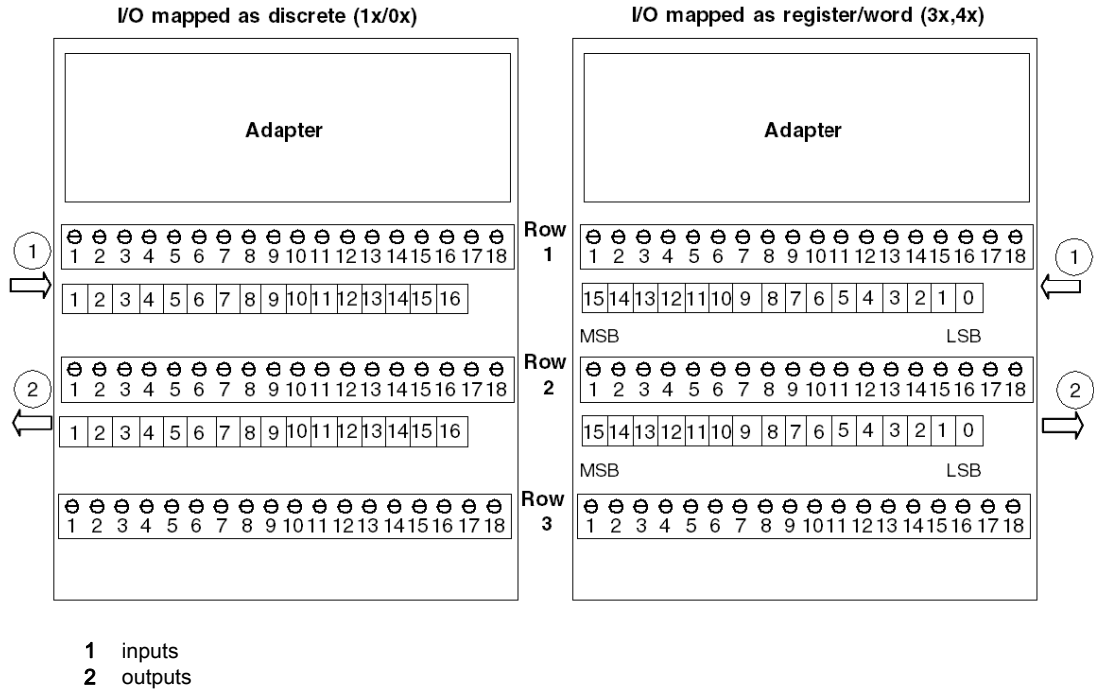 I/O mapped as discrete (1x/0x)
I/O mapped as register/word (3x,4x)
Adapter
Adapter
1
1 2 3 4 5 6 7 8 9 10 11 12 13 14 15 16 17 18
Row 1
1 2 3 4 5 6 7 8 9 10 11 12 13 14 15 16 17 18
1
1 2 3 4 5 6 7 8 9 10 11 12 13 14 15 16
15 14 13 12 11 10 9 8 7 6 5 4 3 2 1 0
MSB
LSB
2
1 2 3 4 5 6 7 8 9 10 11 12 13 14 15 16 17 18
Row 2
1 2 3 4 5 6 7 8 9 10 11 12 13 14 15 16 17 18
2
1 2 3 4 5 6 7 8 9 10 11 12 13 14 15 16
15 14 13 12 11 10 9 8 7 6 5 4 3 2 1 0
MSB
LSB
1 2 3 4 5 6 7 8 9 10 11 12 13 14 15 16 17 18
Row 3
1 2 3 4 5 6 7 8 9 10 11 12 13 14 15 16 17 18
1 inputs
2 outputs